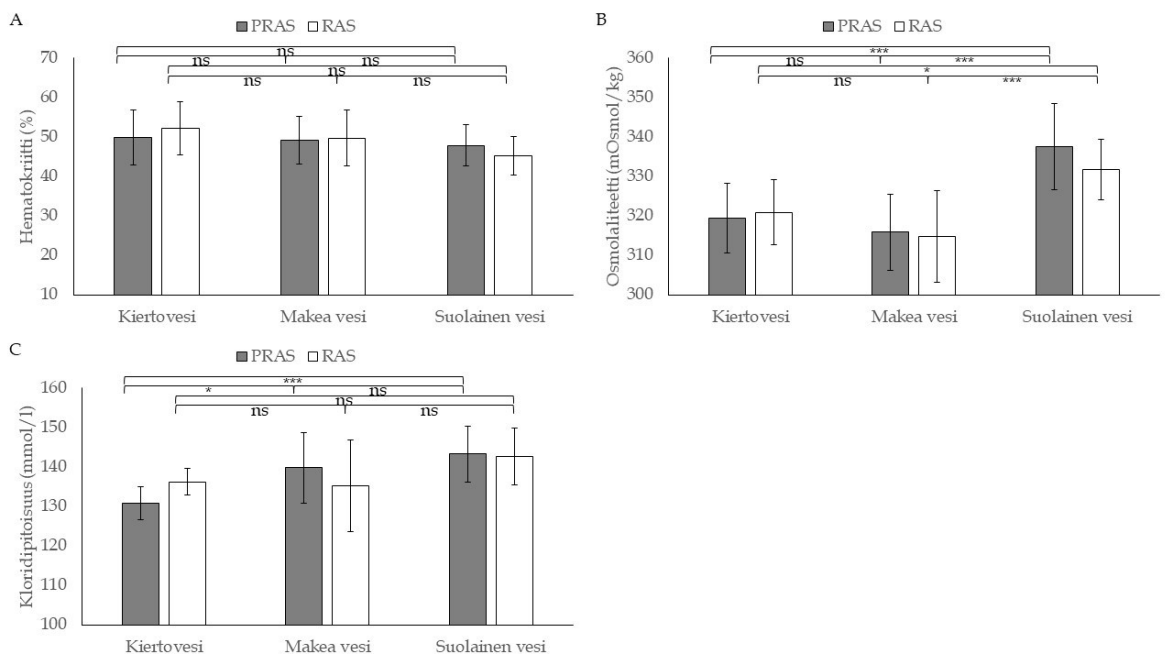 A
PRAS RAS
Hematokriitti (%)
70
60
50
40
30
20
10
ns
ns ns
ns
ns ns
Kiertovesi Makea vesi Suolainen vesi
B
PRAS RAS
Osmolaliteetti (mOsmol/kg)
360
350
340
330
320
310
300
***
ns ***
*
ns ***
Kiertovesi Makea vesi Suolainen vesi
C
PRAS RAS
Kloridipitoisuus (mmol/l)
160
150
140
130
120
110
100
***
* ns
ns
ns ns
Kiertovesi Makea vesi Suolainen vesi